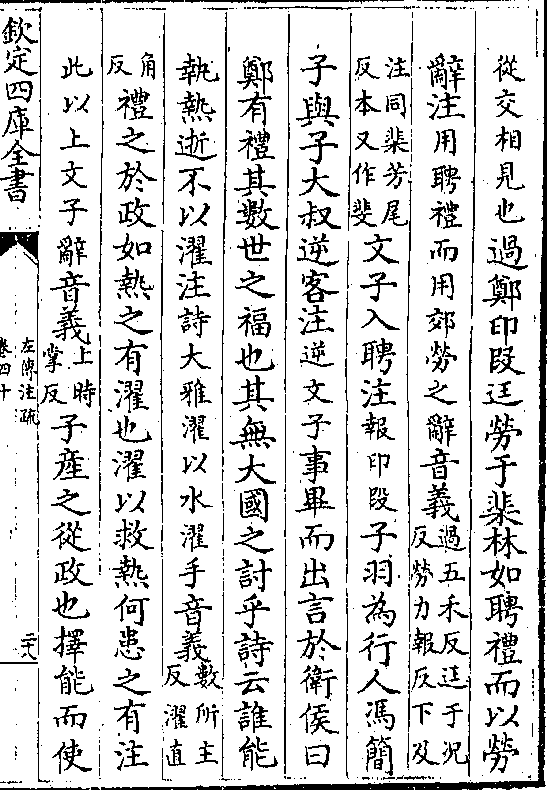 從交相見也過鄭印段迋勞于棐林如聘禮而以勞
辭注用聘禮而用郊勞之辭音義過五禾反迋于況反勞力報反下及
注同棐芳尾反本又作斐文子入聘注報印段子羽為行人馮簡
子與子大叔逆客注逆文子事畢而出言於衛侯曰
鄭有禮其數世之福也其無大國之討乎詩云誰能
執熱逝不以濯注詩大雅濯以水濯手音義數所主反濯直
角反禮之於政如熱之有濯也濯以救熱何患之有注
此以上文子辭音義上時掌反子產之從政也擇能而使
欽定四庫全書
左傳注疏
卷四十
二六